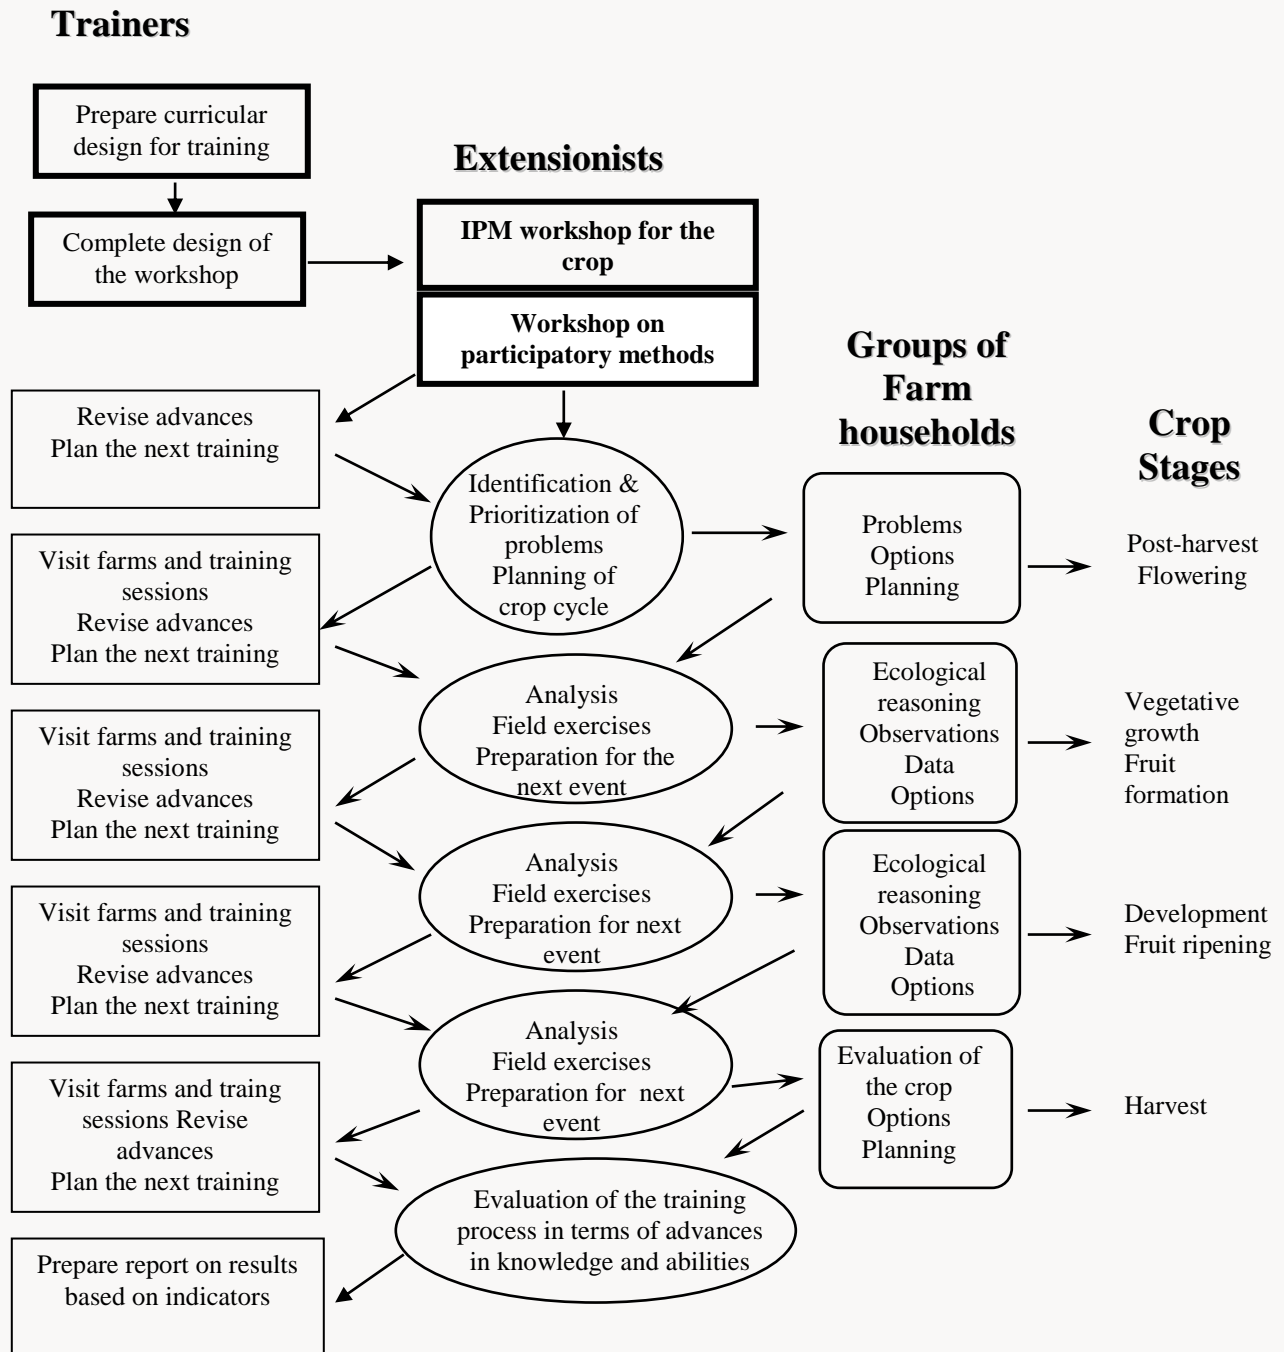 Trainers
Prepare curricular
design for training
Complete design of
the workshop
Extensionists
IPM workshop for the
crop
Workshop on
participatory methods
Groups of
Farm
households
Crop
Stages
Revise advances
Plan the next training
Identification &
Prioritization of
problems
Planning of
crop cycle
Problems
Options
Planning
Post-harvest
Flowering
Visit farms and training
sessions
Revise advances
Plan the next training
Analysis
Field exercises
Preparation for the
next event
Ecological
reasoning
Observations
Data
Options
Vegetative
growth
Fruit
formation
Visit farms and training
sessions
Revise advances
Plan the next training
Analysis
Field exercises
Preparation for next
event
Ecological
reasoning
Observations
Data
Options
Development
Fruit ripening
Visit farms and training
sessions
Revise advances
Plan the next training
Analysis
Field exercises
Preparation for next
event
Evaluation of
the crop
Options
Planning
Harvest
Visit farms and traing
sessions Revise
advances
Plan the next training
Evaluation of the training
process in terms of advances
in knowledge and abilities
Prepare report on results
based on indicators